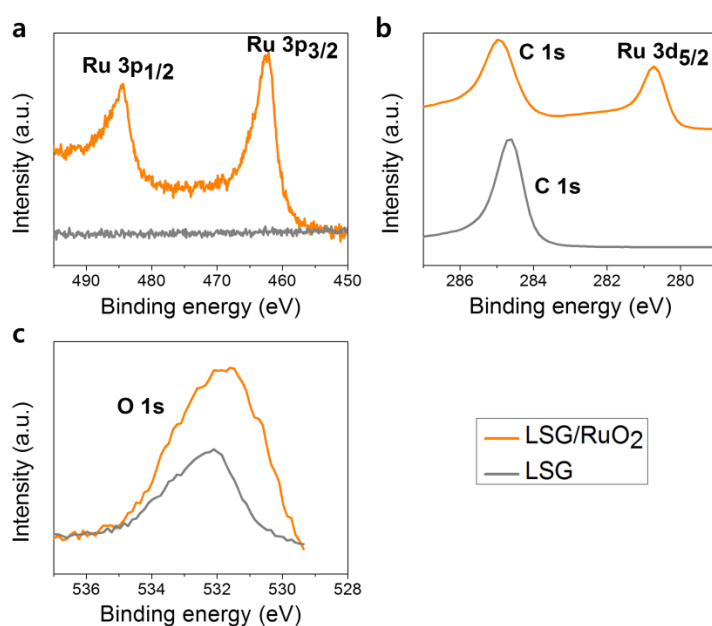 a
Ru 3p1/2
Ru 3p3/2
Intensity (a.u.)
490 480 470 460 450
Binding energy (eV)
b
C 1s
Ru 3d5/2
C 1s
Intensity (a.u.)
286 284 282 280
Binding energy (eV)
c
O 1s
Intensity (a.u.)
536 534 532 530 528
Binding energy (eV)
LSG/RuO2
LSG